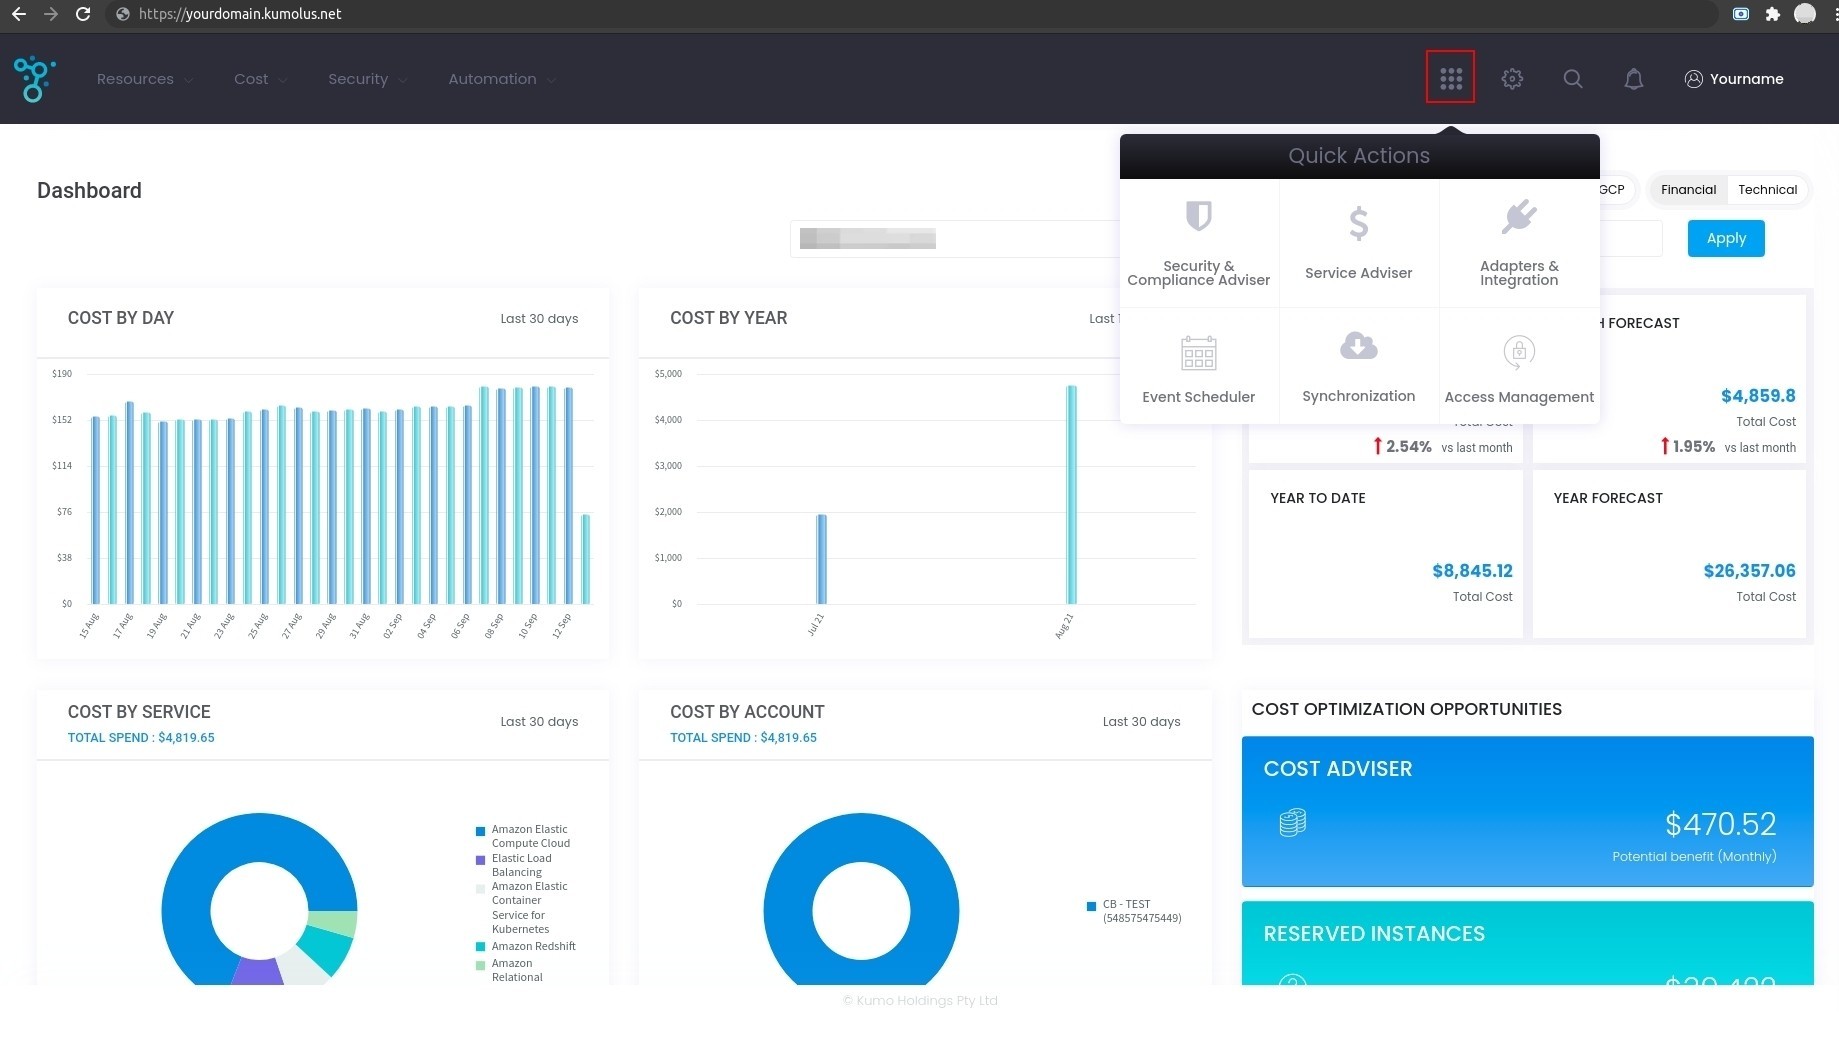 https://yourdomain.kumolus.net
Resources
Cost
Security
Automation
Yourname
Quick Actions
Security &
Compliance Adviser
Service Adviser
Adapters &
Integration
Event Scheduler
Synchronization
Access Management
Dashboard
GCP
Financial
Technical
Apply
COST BY DAY
Last 30 days
$190
$152
$114
$76
$38
$0
15 Aug
17 Aug
19 Aug
21 Aug
23 Aug
25 Aug
27 Aug
29 Aug
31 Aug
02 Sep
04 Sep
06 Sep
08 Sep
10 Sep
12 Sep
COST BY YEAR
Last 1
$5,000
$4,000
$3,000
$2,000
$1,000
$0
Jul 21
Aug 21
Total Cost
2.54% vs last month
H FORECAST
$4,859.8
Total Cost
1.95% vs last month
YEAR TO DATE
$8,845.12
Total Cost
YEAR FORECAST
$26,357.06
Total Cost
COST BY SERVICE
Last 30 days
TOTAL SPEND : $4,819.65
Amazon Elastic
Compute Cloud
Elastic Load
Balancing
Amazon Elastic
Container
Service for
Kubernetes
Amazon Redshift
Amazon
Relational
COST BY ACCOUNT
Last 30 days
TOTAL SPEND : $4,819.65
CB - TEST
(548575475449)
COST OPTIMIZATION OPPORTUNITIES
COST ADVISER
$470.52
Potential benefit (Monthly)
RESERVED INSTANCES
© Kumo Holdings Pty Ltd